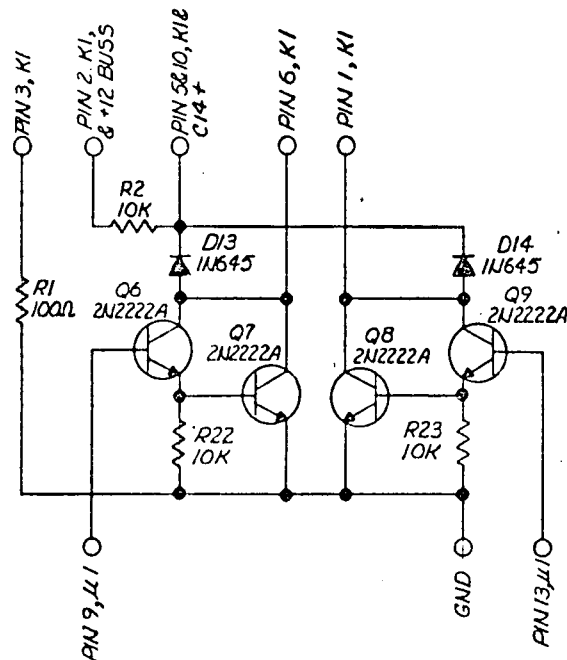 PIN 3, K1
PIN 2. K1,
& +12 BUSS
PIN 5&10, K1&
C14+
PIN 6, K1
PIN 1, K1
R2
10K
D13
1N645
D14
1N645
R1
100Ω
Q6
2N2222A
Q7
2N2222A
Q8
2N2222A
Q9
2N2222A
R22
10K
R23
10K
PIN 9, µ1
GND
PIN 13, µ1